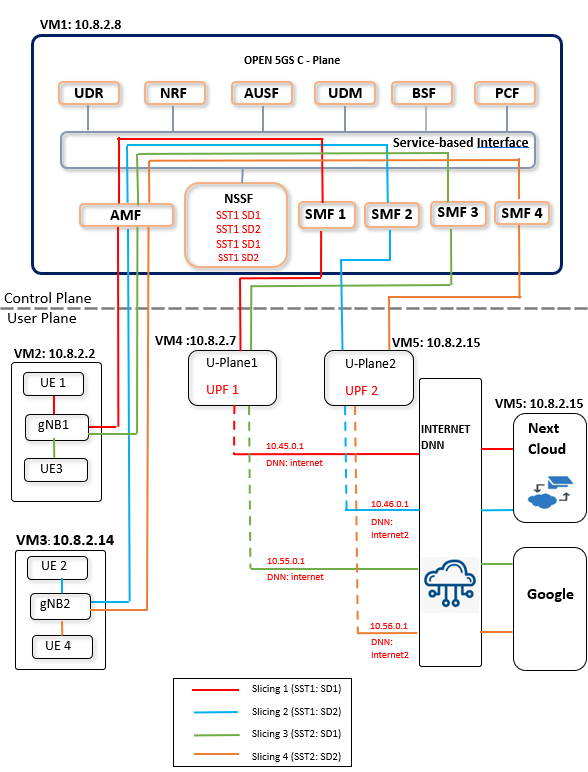 VM1: 10.8.2.8
OPEN 5GS C - Plane
UDR
NRF
AUSF
UDM
BSF
PCF
Service-based Interface
AMF
NSSF
SST1 SD1
SST1 SD2
SST1 SD1
SST1 SD2
SMF 1
SMF 2
SMF 3
SMF 4
Control Plane
User Plane
VM4 :10.8.2.7
VM5: 10.8.2.15
VM2: 10.8.2.2
UE 1
gNB1
UE3
U-Plane1
UPF 1
U-Plane2
UPF 2
INTERNET
DNN
VM5: 10.8.2.15
Next
Cloud
10.45.0.1
DNN: internet
10.46.0.1
DNN:
Internet2
VM3: 10.8.2.14
UE 2
gNB2
UE 4
10.55.0.1
DNN: internet
10.56.0.1
DNN:
Internet2
Google
Slicing 1 (SST1: SD1)
Slicing 2 (SST1: SD2)
Slicing 3 (SST2: SD1)
Slicing 4 (SST2: SD2)